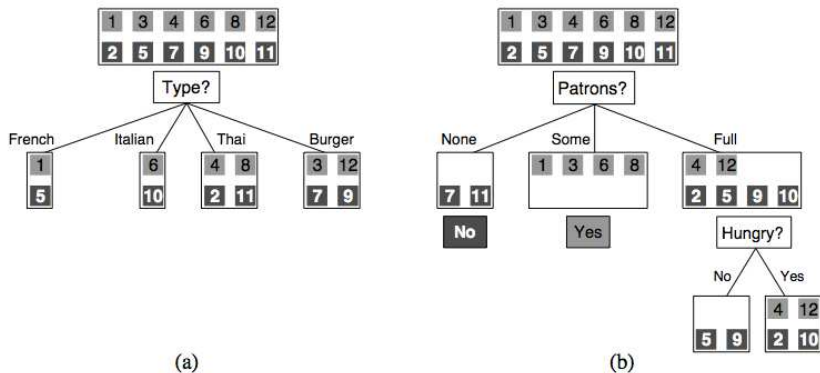 1 3 4 6 8 12
2 5 7 9 10 11
Type?
French Italian Thai Burger
1 6 4 8 3 12
5 10 2 11 7 9
(a)
1 3 4 6 8 12
2 5 7 9 10 11
Patrons?
None Some Full
1 3 6 8 4 12
7 11 2 5 9 10
No Yes Hungry?
No Yes
4 12
5 9 2 10
(b)